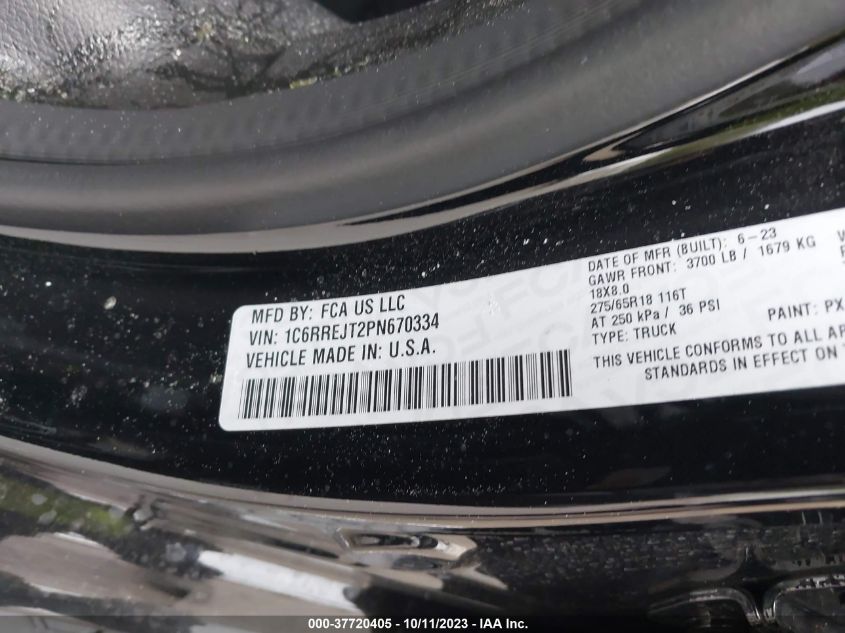 MFD BY: FCA US LLC
VIN: 1C6RREJT2PN670334
VEHICLE MADE IN: U.S.A.
DATE OF MFR (BUILT): 6-23
GAWR FRONT: 3700 LB / 1679 KG
18X8.0
275/65R18 116T
AT 250 kPa / 36 PSI
TYPE: TRUCK PAINT: PX
THIS VEHICLE CONFORMS TO ALL APP
STANDARDS IN EFFECT ON T
000-37720405 - 10/11/2023 - © IAA Inc.